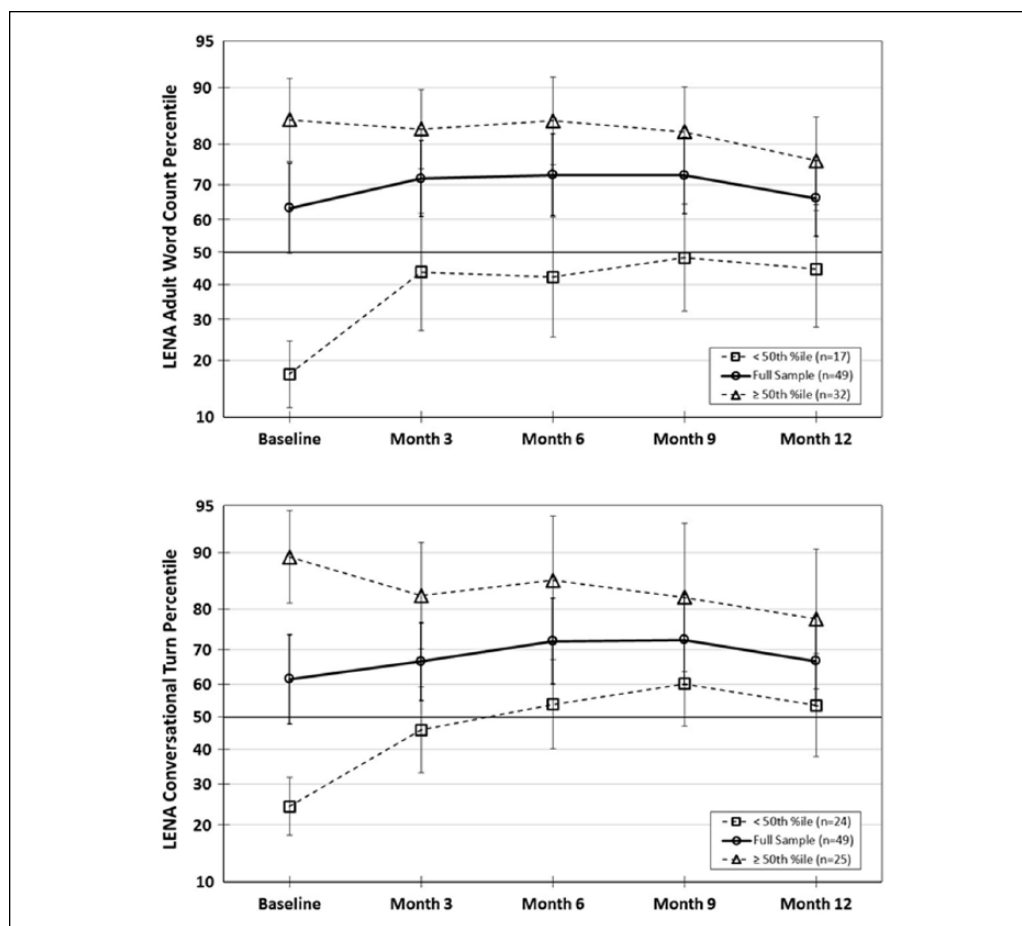 LENA Adult Word Count Percentile
95
90
80
70
60
50
40
30
20
10
< 50th %ile (n=17)
Full Sample (n=49)
≥ 50th %ile (n=32)
Baseline Month 3 Month 6 Month 9 Month 12
LENA Conversational Turn Percentile
95
90
80
70
60
50
40
30
20
10
< 50th %ile (n=24)
Full Sample (n=49)
≥ 50th %ile (n=25)
Baseline Month 3 Month 6 Month 9 Month 12